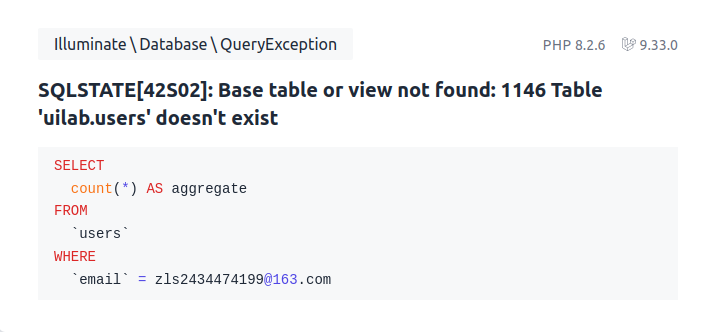 Illuminate\Database\QueryException PHP 8.2.6 9.33.0
SQLSTATE[42S02]: Base table or view not found: 1146 Table
'uilab.users' doesn't exist
SELECT
count(*) AS aggregate
FROM
`users`
WHERE
`email` = zls2434474199@163.com